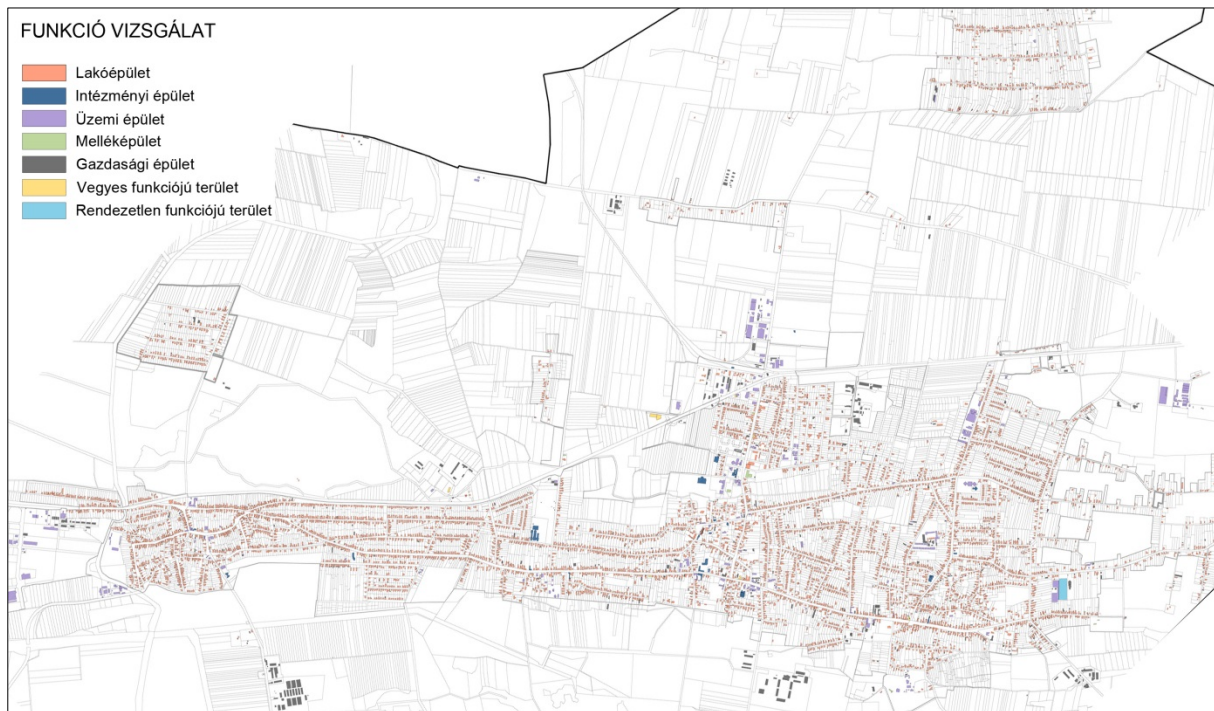 FUNKCIÓ VIZSGÁLAT
Lakóépület
Intézményi épület
Üzemi épület
Melléképület
Gazdasági épület
Vegyes funkciójú terület
Rendezetlen funkciójú terület